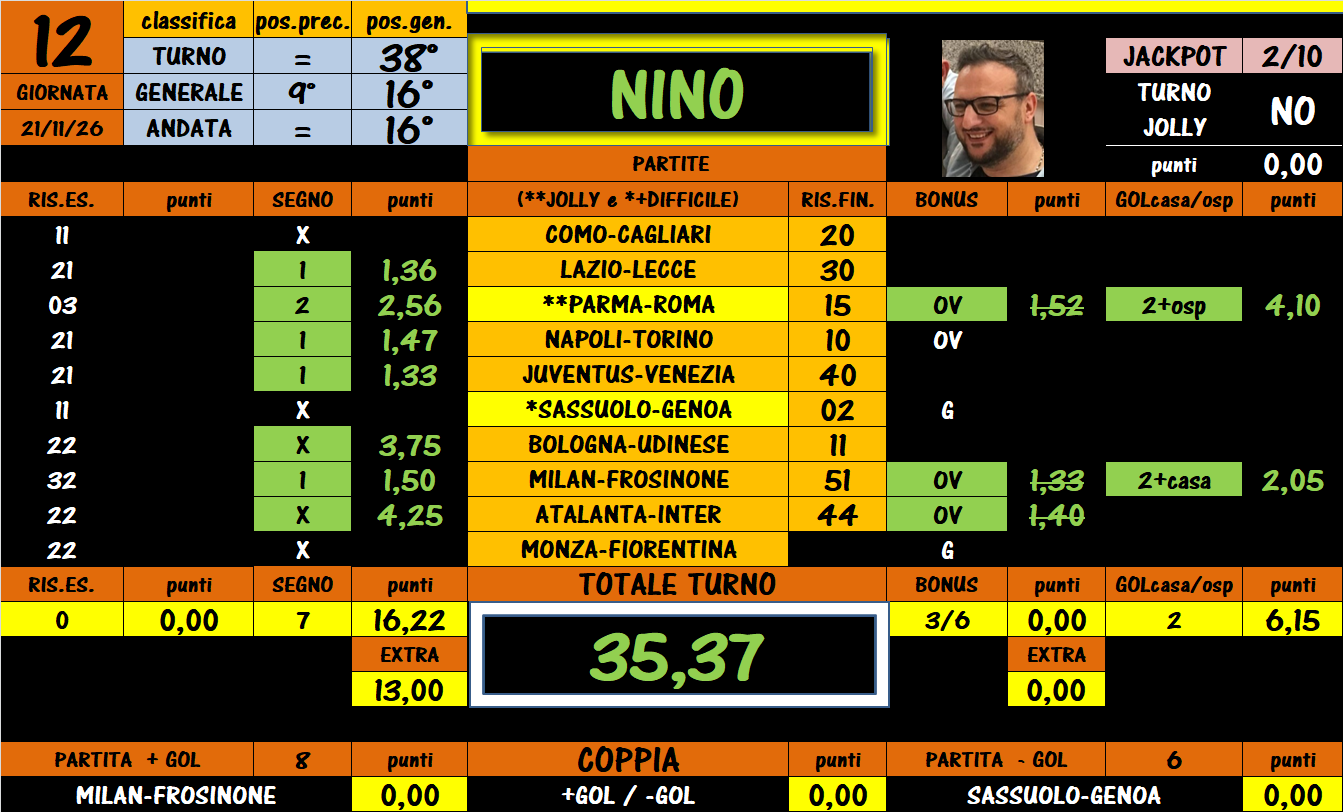 12 classifica pos.prec. pos.gen.
TURNO = 38° NINO JACKPOT 2/10
GIORNATA GENERALE 9° 16° TURNO JOLLY NO
21/11/26 ANDATA = 16°
PARTITE punti 0,00
RIS.ES. punti SEGNO punti (**JOLLY e *+DIFFICILE) RIS.FIN. BONUS punti GOLcasa/osp punti
11 X COMO-CAGLIARI 20
21 1 1,36 LAZIO-LECCE 30
03 2 2,56 **PARMA-ROMA 15 OV 1,52 2+osp 4,10
21 1 1,47 NAPOLI-TORINO 10 OV
21 1 1,33 JUVENTUS-VENEZIA 40
11 X *SASSUOLO-GENOA 02 G
22 X 3,75 BOLOGNA-UDINESE 11
32 1 1,50 MILAN-FROSINONE 51 OV 1,33 2+casa 2,05
22 X 4,25 ATALANTA-INTER 44 OV 1,40
22 X MONZA-FIORENTINA G
RIS.ES. punti SEGNO punti TOTALE TURNO BONUS punti GOLcasa/osp punti
0 0,00 7 16,22 35,37 3/6 0,00 2 6,15
EXTRA EXTRA
13,00 0,00
PARTITA + GOL 8 punti COPPIA punti PARTITA - GOL 6 punti
MILAN-FROSINONE 0,00 +GOL / -GOL 0,00 SASSUOLO-GENOA 0,00